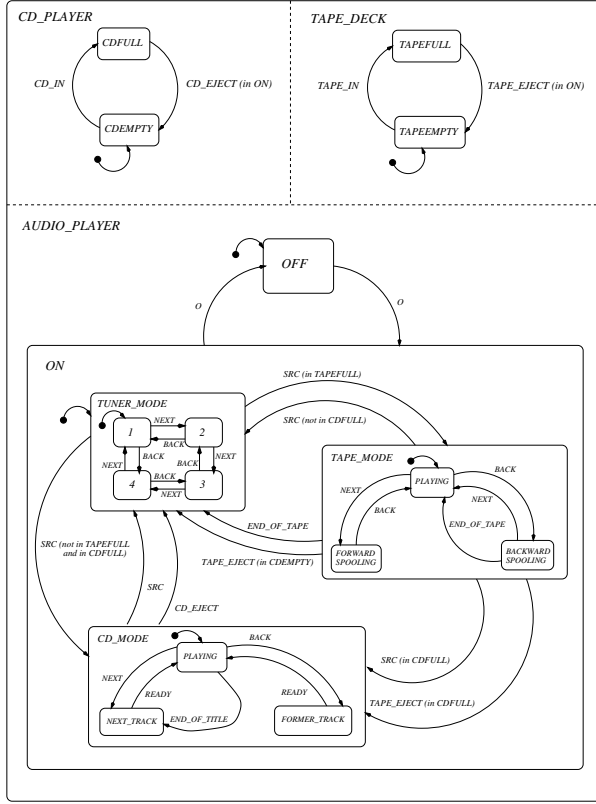 CD_PLAYER
TAPE_DECK
CDFULL
TAPEFULL
CD_IN
CD_EJECT (in ON)
TAPE_IN
TAPE_EJECT (in ON)
CDEMPTY
TAPEEMPTY
AUDIO_PLAYER
OFF
O
O
ON
SRC (in TAPEFULL)
TUNER_MODE
SRC (not in CDFULL)
1
NEXT
2
BACK
TAPE_MODE
NEXT
BACK
BACK
NEXT
PLAYING
BACK
4
BACK
3
NEXT
NEXT
NEXT
BACK
END_OF_TAPE
END_OF_TAPE
SRC (not in TAPEFULL
and in CDFULL)
TAPE_EJECT (in CDEMPTY)
FORWARD
SPOOLING
BACKWARD
SPOOLING
SRC
CD_EJECT
CD_MODE
BACK
PLAYING
SRC (in CDFULL)
NEXT
READY
READY
TAPE_EJECT (in CDFULL)
NEXT_TRACK
END_OF_TITLE
FORMER_TRACK